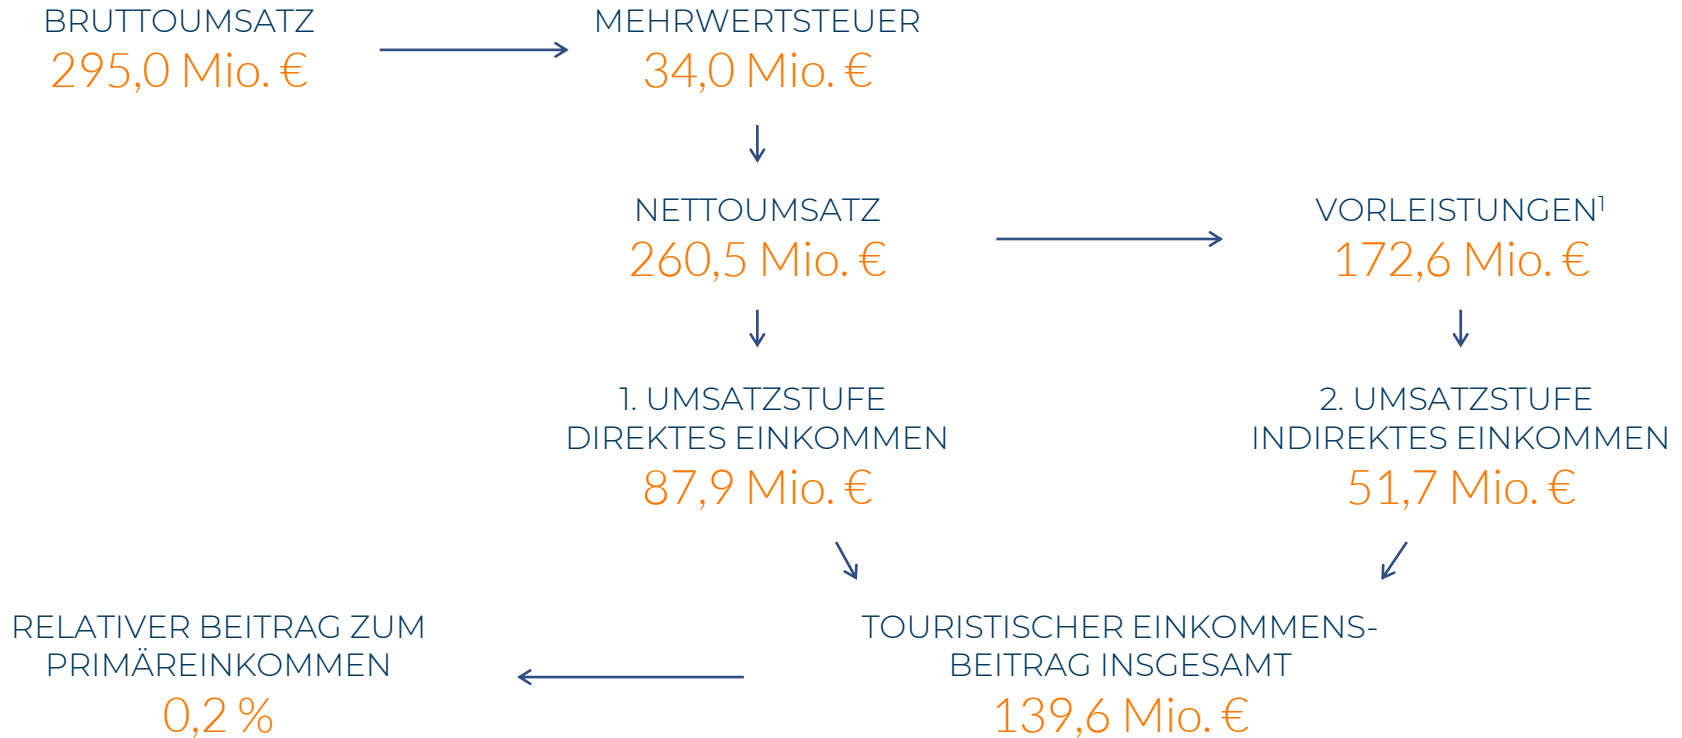 BRUTTOUMSATZ
295,0 Mio. €
MEHRWERTSTEUER
34,0 Mio. €
NETTOUMSATZ
260,5 Mio. €
VORLEISTUNGEN¹
172,6 Mio. €
1. UMSATZSTUFE
DIREKTES EINKOMMEN
87,9 Mio. €
2. UMSATZSTUFE
INDIREKTES EINKOMMEN
51,7 Mio. €
RELATIVER BEITRAG ZUM
PRIMÄREINKOMMEN
0,2 %
TOURISTISCHER EINKOMMENS-
BEITRAG INSGESAMT
139,6 Mio. €